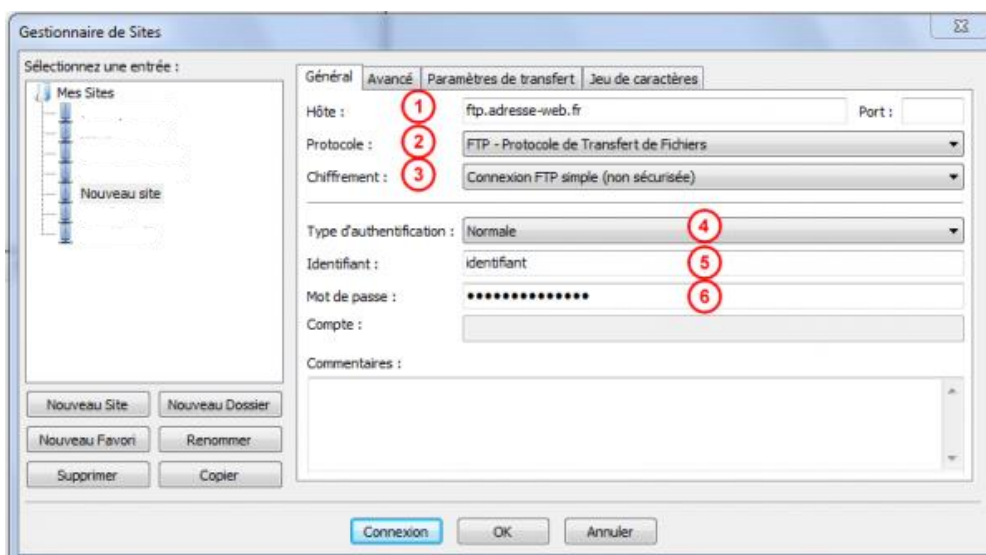 Gestionnaire de Sites
Sélectionnez une entrée :
Mes Sites
Nouveau site
Nouveau Site
Nouveau Dossier
Nouveau Favori
Renommer
Supprimer
Copier
Général Avancé Paramètres de transfert Jeu de caractères
Hôte : 1 ftp.adresse-web.fr Port :
Protocole : 2 FTP - Protocole de Transfert de Fichiers
Chiffrement : 3 Connexion FTP simple (non sécurisée)
Type d'authentification : Normale 4
Identifiant : identifiant 5
Mot de passe : •••••••••••••• 6
Compte :
Commentaires :
Connexion OK Annuler